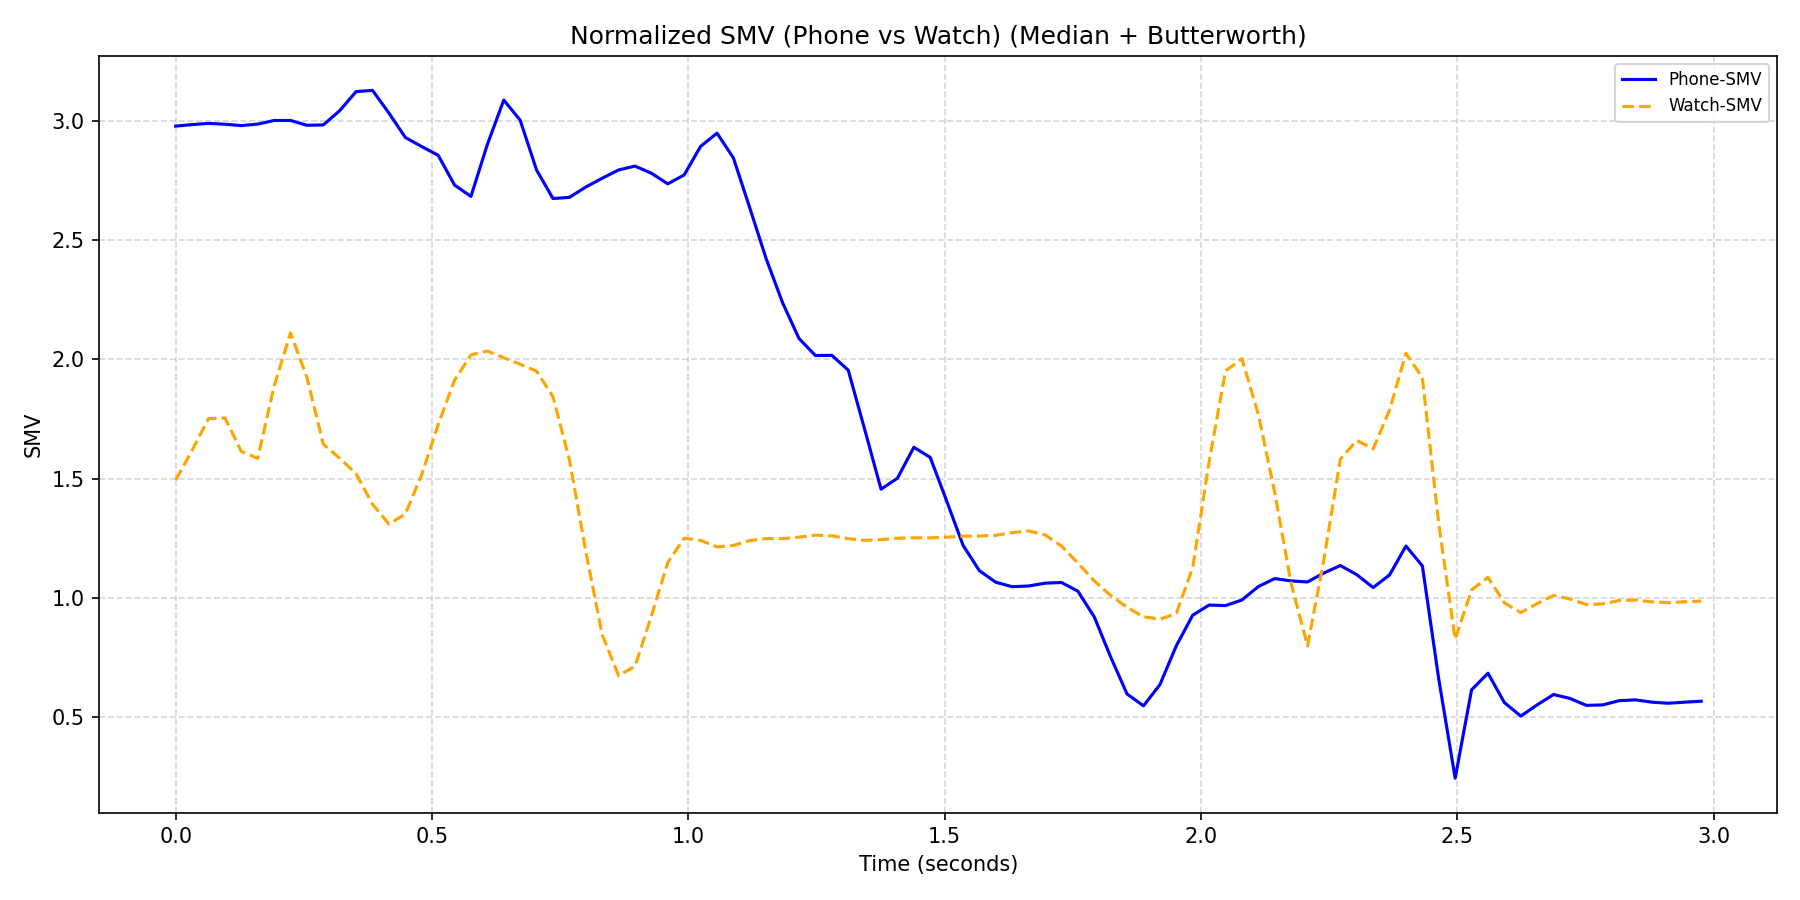 Normalized SMV (Phone vs Watch) (Median + Butterworth)
Phone-SMV
Watch-SMV
3.0
2.5
2.0
1.5
1.0
0.5
SMV
0.0 0.5 1.0 1.5 2.0 2.5 3.0
Time (seconds)